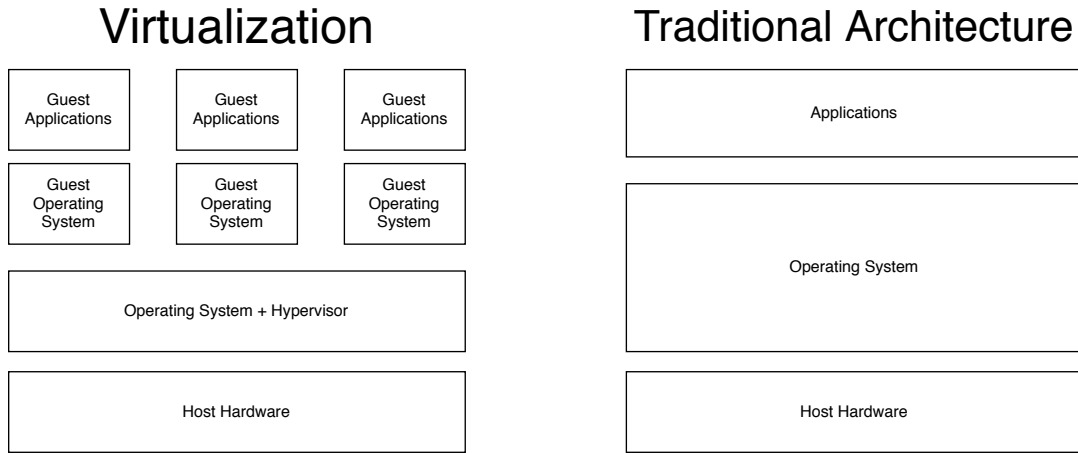 Virtualization
Guest
Applications
Guest
Applications
Guest
Applications
Guest
Operating
System
Guest
Operating
System
Guest
Operating
System
Operating System + Hypervisor
Host Hardware
Traditional Architecture
Applications
Operating System
Host Hardware